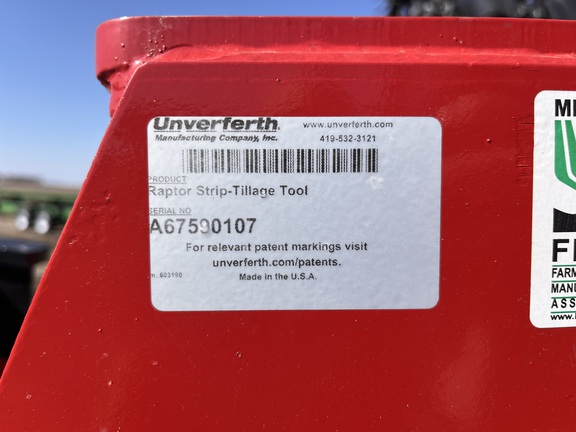 Unverferth
Manufacturing Company, Inc.
www.unverferth.com
419-532-3121
PRODUCT:
Raptor Strip-Tillage Tool
SERIAL NO
A67590107
For relevant patent markings visit
unverferth.com/patents.
Made in the U.S.A.
FARM
MANU
ASS
www.